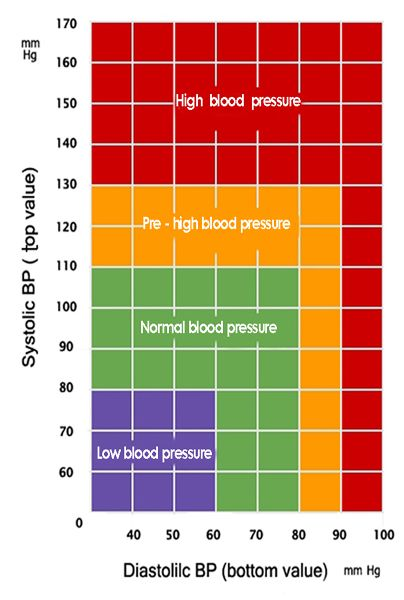 mm
Hg
170
160
150
140
130
120
110
100
90
80
70
60
0
Systolic BP ( top value)
High blood pressure
Pre - high blood pressure
Normal blood pressure
Low blood pressure
40 50 60 70 80 90 100
Diastolilc BP (bottom value) mm Hg